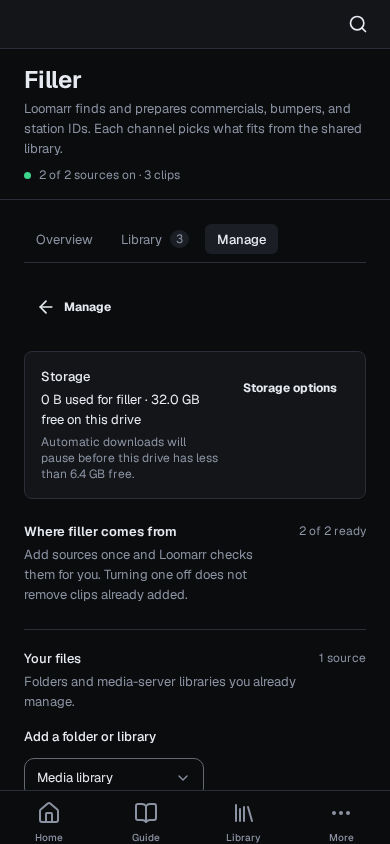 Filler
Loomarr finds and prepares commercials, bumpers, and
station IDs. Each channel picks what fits from the shared
library.
2 of 2 sources on · 3 clips
Overview
Library 3
Manage
Manage
Storage
0 B used for filler · 32.0 GB
free on this drive
Automatic downloads will
pause before this drive has less
than 6.4 GB free.
Storage options
Where filler comes from
2 of 2 ready
Add sources once and Loomarr checks
them for you. Turning one off does not
remove clips already added.
Your files
1 source
Folders and media-server libraries you already
manage.
Add a folder or library
Media library
Home
Guide
Library
More